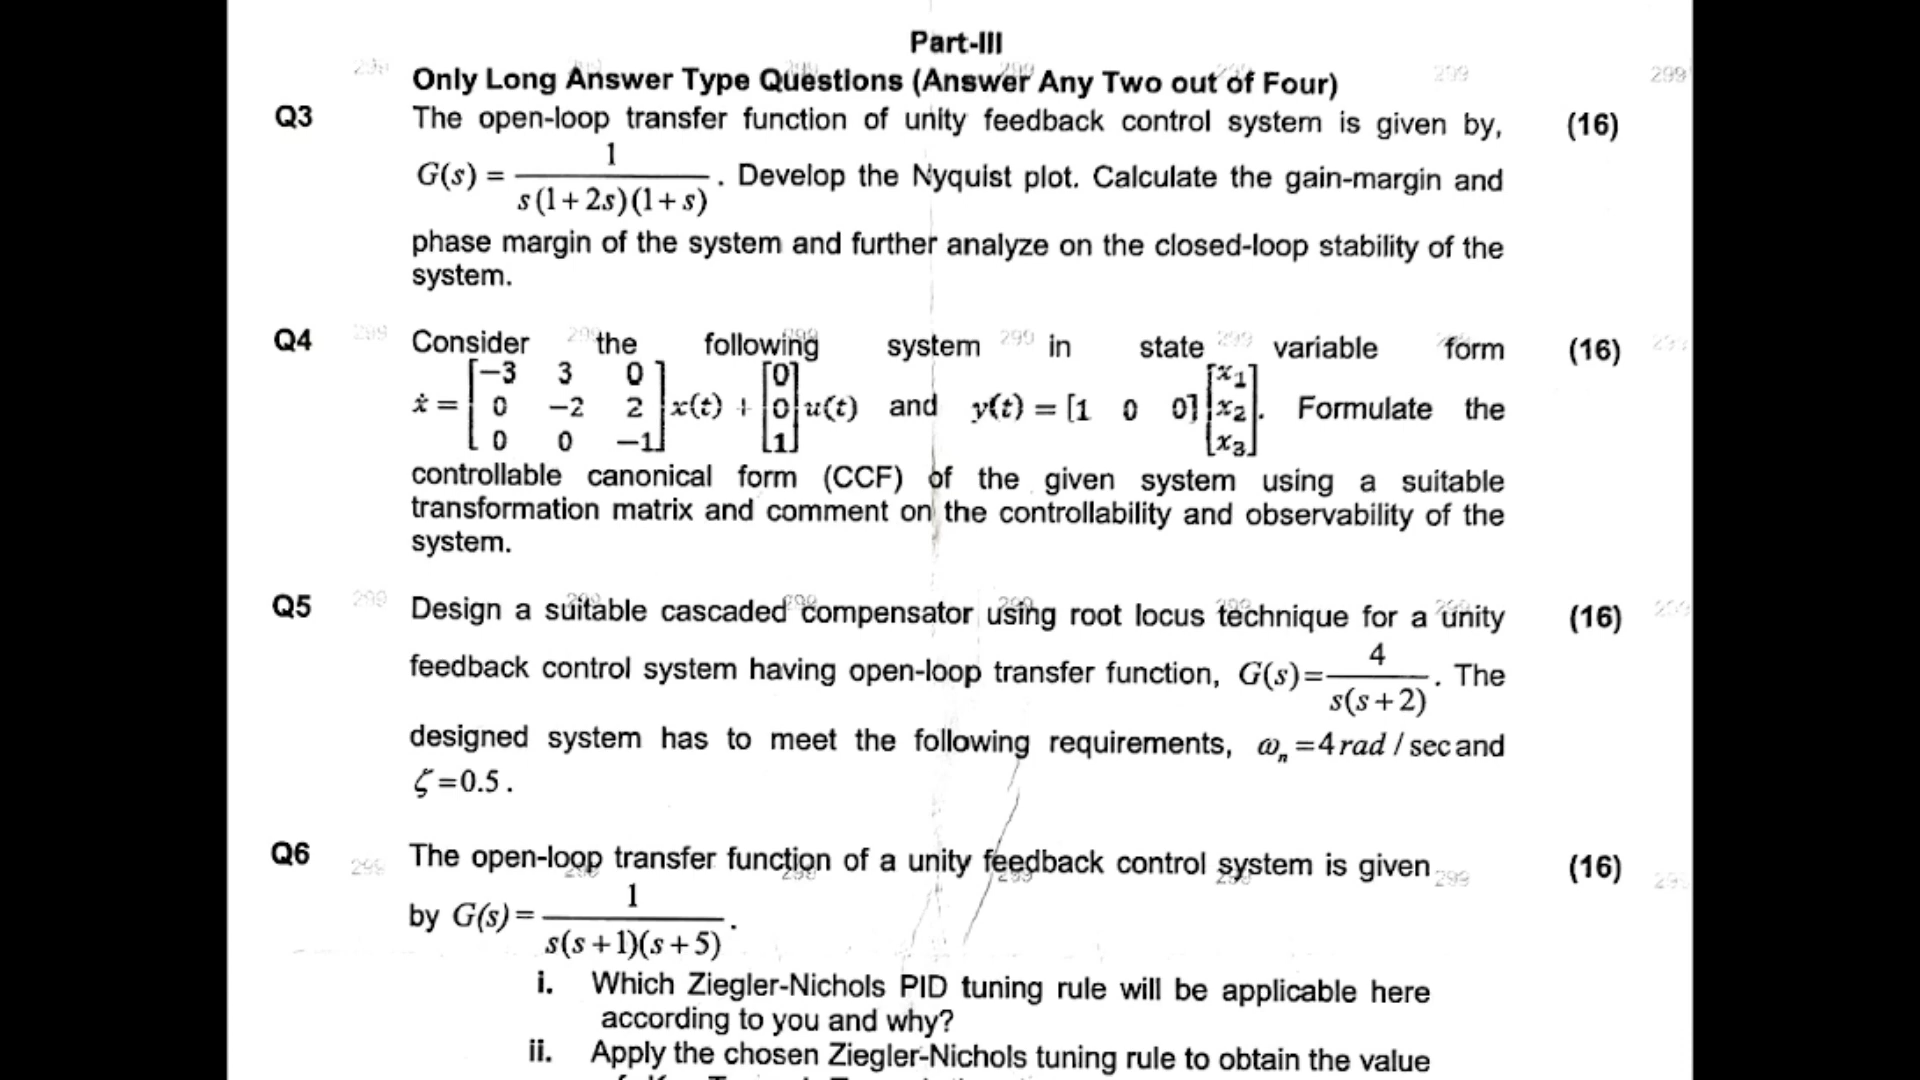 Part-III
Only Long Answer Type Questions (Answer Any Two out of Four)
Q3 The open-loop transfer function of unity feedback control system is given by, (16)
G(s) = 1 / s(1+2s)(1+s) . Develop the Nyquist plot. Calculate the gain-margin and
phase margin of the system and further analyze on the closed-loop stability of the
system.
Q4 Consider the following system in state variable form (16)
ẋ = [−3 3 0; 0 −2 2; 0 0 −1] x(t) + [0; 0; 1] u(t) and y(t) = [1 0 0] [x₁; x₂; x₃]. Formulate the
controllable canonical form (CCF) of the given system using a suitable
transformation matrix and comment on the controllability and observability of the
system.
Q5 Design a suitable cascaded compensator using root locus technique for a unity (16)
feedback control system having open-loop transfer function, G(s)= 4 / s(s+2) . The
designed system has to meet the following requirements, ωₙ =4 rad / sec and
ζ =0.5 .
Q6 The open-loop transfer function of a unity feedback control system is given (16)
by G(s)= 1 / s(s+1)(s+5) .
i. Which Ziegler-Nichols PID tuning rule will be applicable here
according to you and why?
ii. Apply the chosen Ziegler-Nichols tuning rule to obtain the value